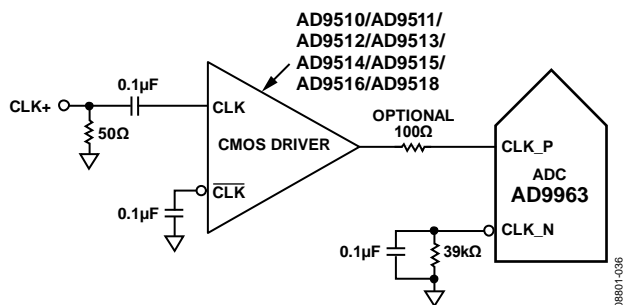 AD9510/AD9511/
AD9512/AD9513/
AD9514/AD9515/
AD9516/AD9518
0.1µF
CLK+
CLK
OPTIONAL
100Ω
50Ω
CMOS DRIVER
CLK_P
ADC
AD9963
CLK
0.1µF
CLK_N
0.1µF
39kΩ
08801-036